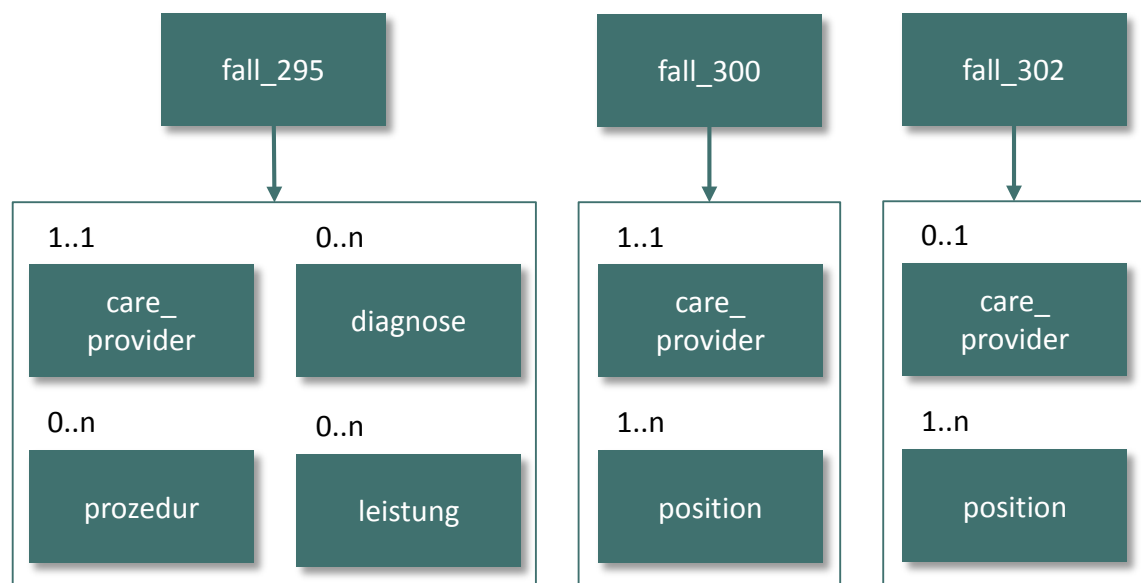 fall_295
1..1
care_
provider
0..n
diagnose
0..n
prozedur
0..n
leistung
fall_300
1..1
care_
provider
1..n
position
fall_302
0..1
care_
provider
1..n
position